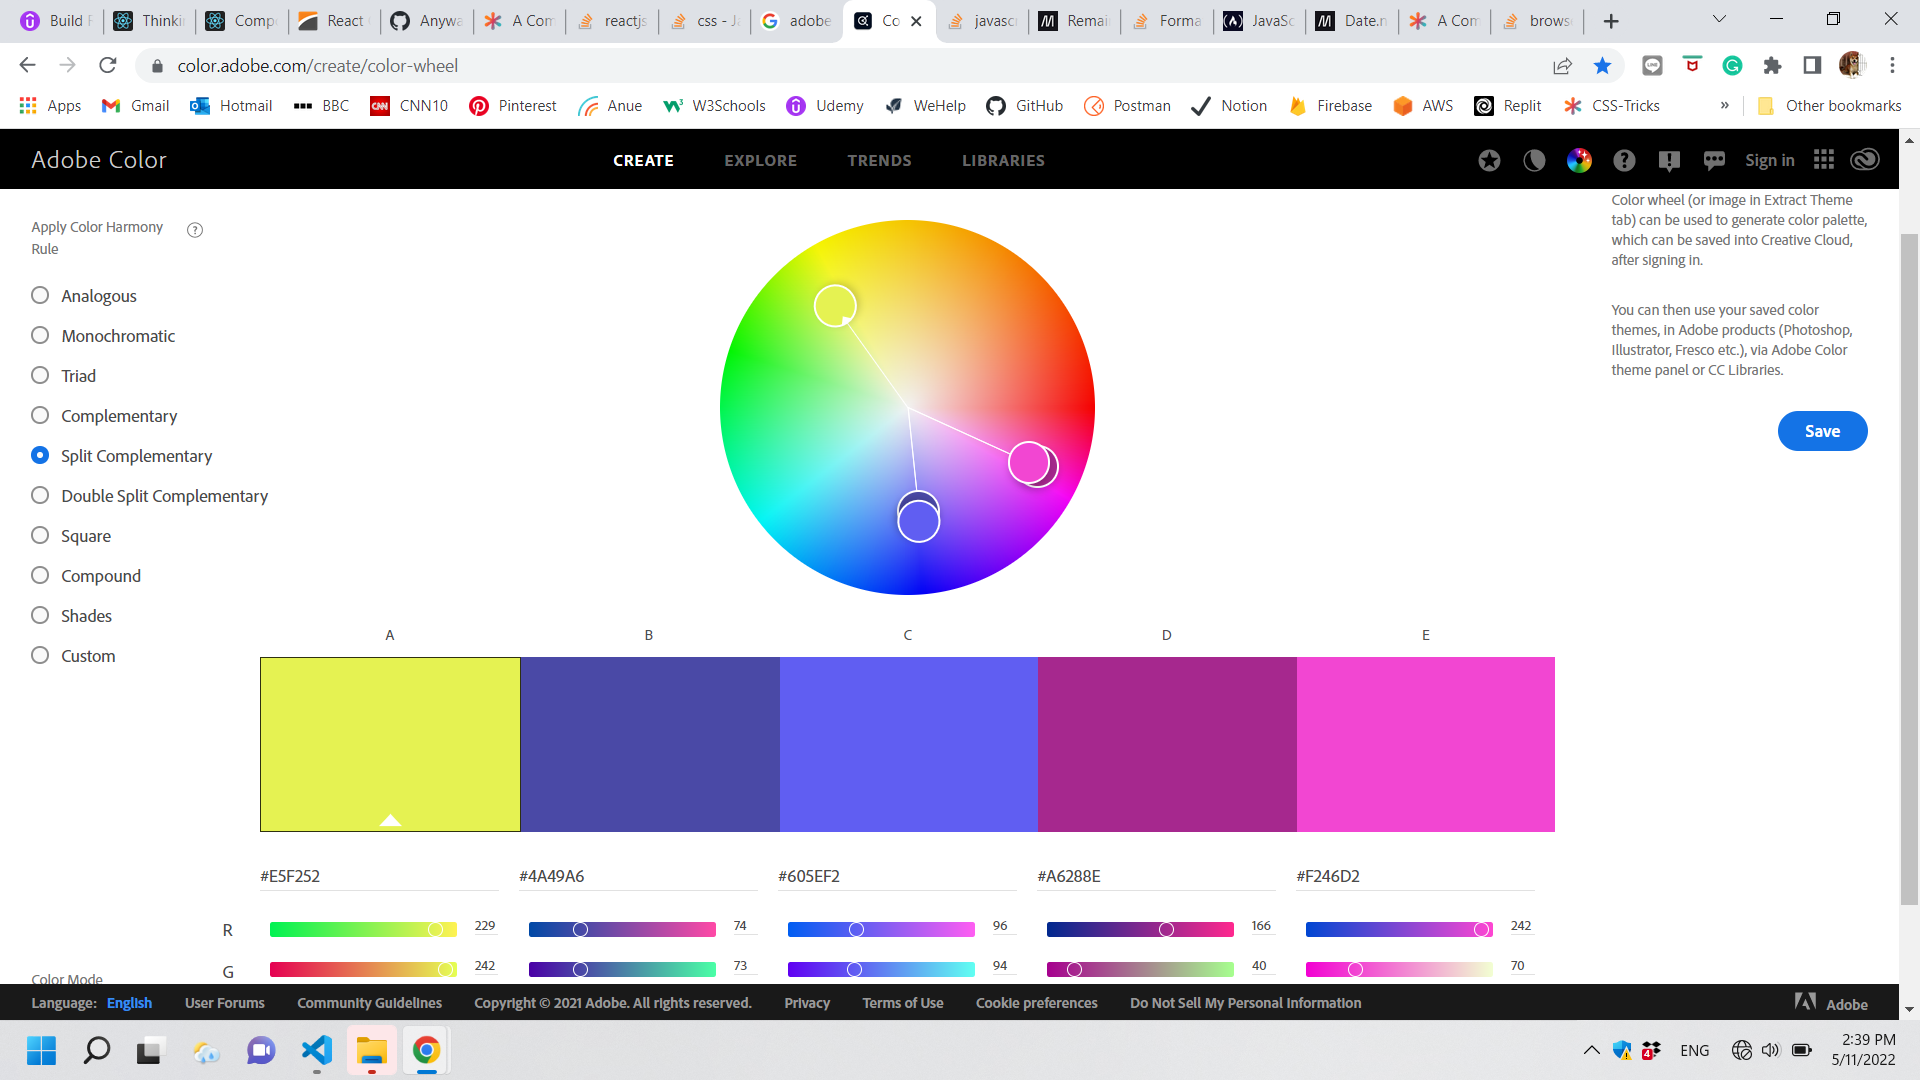 Build F
Thinkin
Compo
React
Anywa
A Com
reactjs
css - Ja
adobe
Co
javascr
Remai
Forma
JavaSc
Date.n
A Com
browse
color.adobe.com/create/color-wheel
Apps
Gmail
Hotmail
BBC
CNN10
Pinterest
Anue
W3Schools
Udemy
WeHelp
GitHub
Postman
Notion
Firebase
AWS
Replit
CSS-Tricks
»
Other bookmarks
Adobe Color
CREATE
EXPLORE
TRENDS
LIBRARIES
Sign in
Apply Color Harmony
Rule
Analogous
Monochromatic
Triad
Complementary
Split Complementary
Double Split Complementary
Square
Compound
Shades
Custom
Color wheel (or image in Extract Theme
tab) can be used to generate color palette,
which can be saved into Creative Cloud,
after signing in.
You can then use your saved color
themes, in Adobe products (Photoshop,
Illustrator, Fresco etc.), via Adobe Color
theme panel or CC Libraries.
Save
A B C D E
#E5F252 #4A49A6 #605EF2 #A6288E #F246D2
R 229 74 96 166 242
G 242 73 94 40 70
Color Mode
Language: English User Forums Community Guidelines Copyright © 2021 Adobe. All rights reserved. Privacy Terms of Use Cookie preferences Do Not Sell My Personal Information Adobe
4
ENG
2:39 PM
5/11/2022